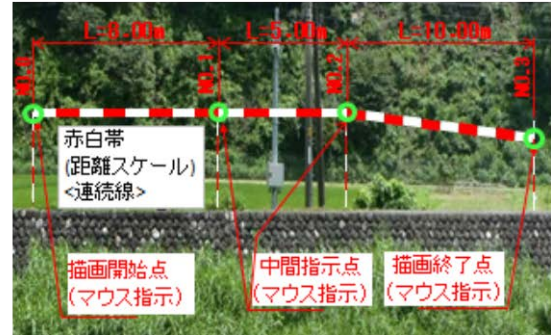 L=8.00m
L=5.00m
L=10.00m
NO.0
NO.1
NO.2
NO.3
赤白帯
(距離スケール)
<連続線>
描画開始点
(マウス指示)
中間指示点
(マウス指示)
描画終了点
(マウス指示)